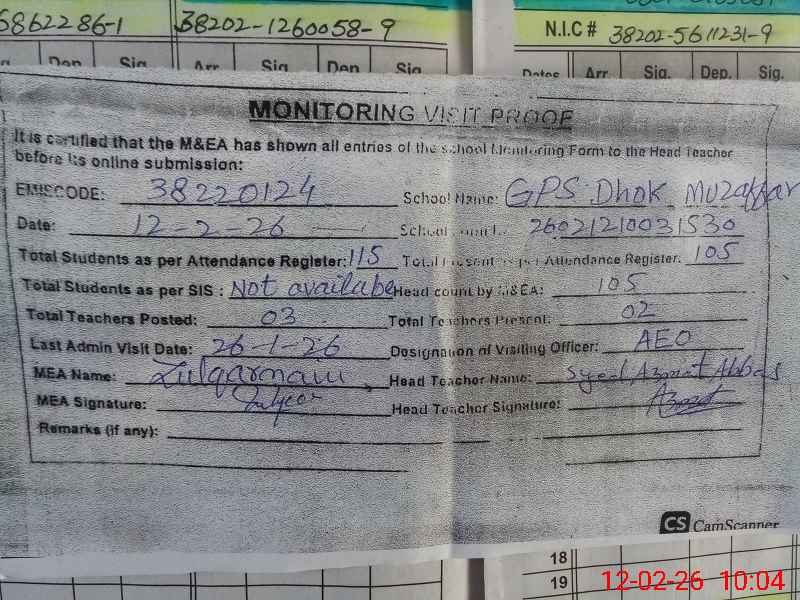 5862286-1 38202-1260058-9
N.I.C # 38202-5611231-9
Dep Sig Arr Sig Dep Sig
Dates Arr Sig. Dep. Sig.
MONITORING VISIT PROOF
It is certified that the M&EA has shown all entries of the school Monitoring Form to the Head Teacher
before its online submission:
EMISCODE: 38220124 School Name: GPS Dhok Muzaffar
Date: 12-2-26 School 26021210031530
Total Students as per Attendance Register: 115 Total Present as per Attendance Register: 105
Total Students as per SIS : Not availabe Head count by M&EA: 105
Total Teachers Posted: 03 Total Teachers Present: 02
Last Admin Visit Date: 26-1-26 Designation of Visiting Officer: AEO
MEA Name: Zulqarnain Head Teacher Name: Syed Azmat Abbas
MEA Signature: Head Teacher Signature: Azmat
Remarks (if any):
CS CamScanner
18
19
12-02-26 10:04